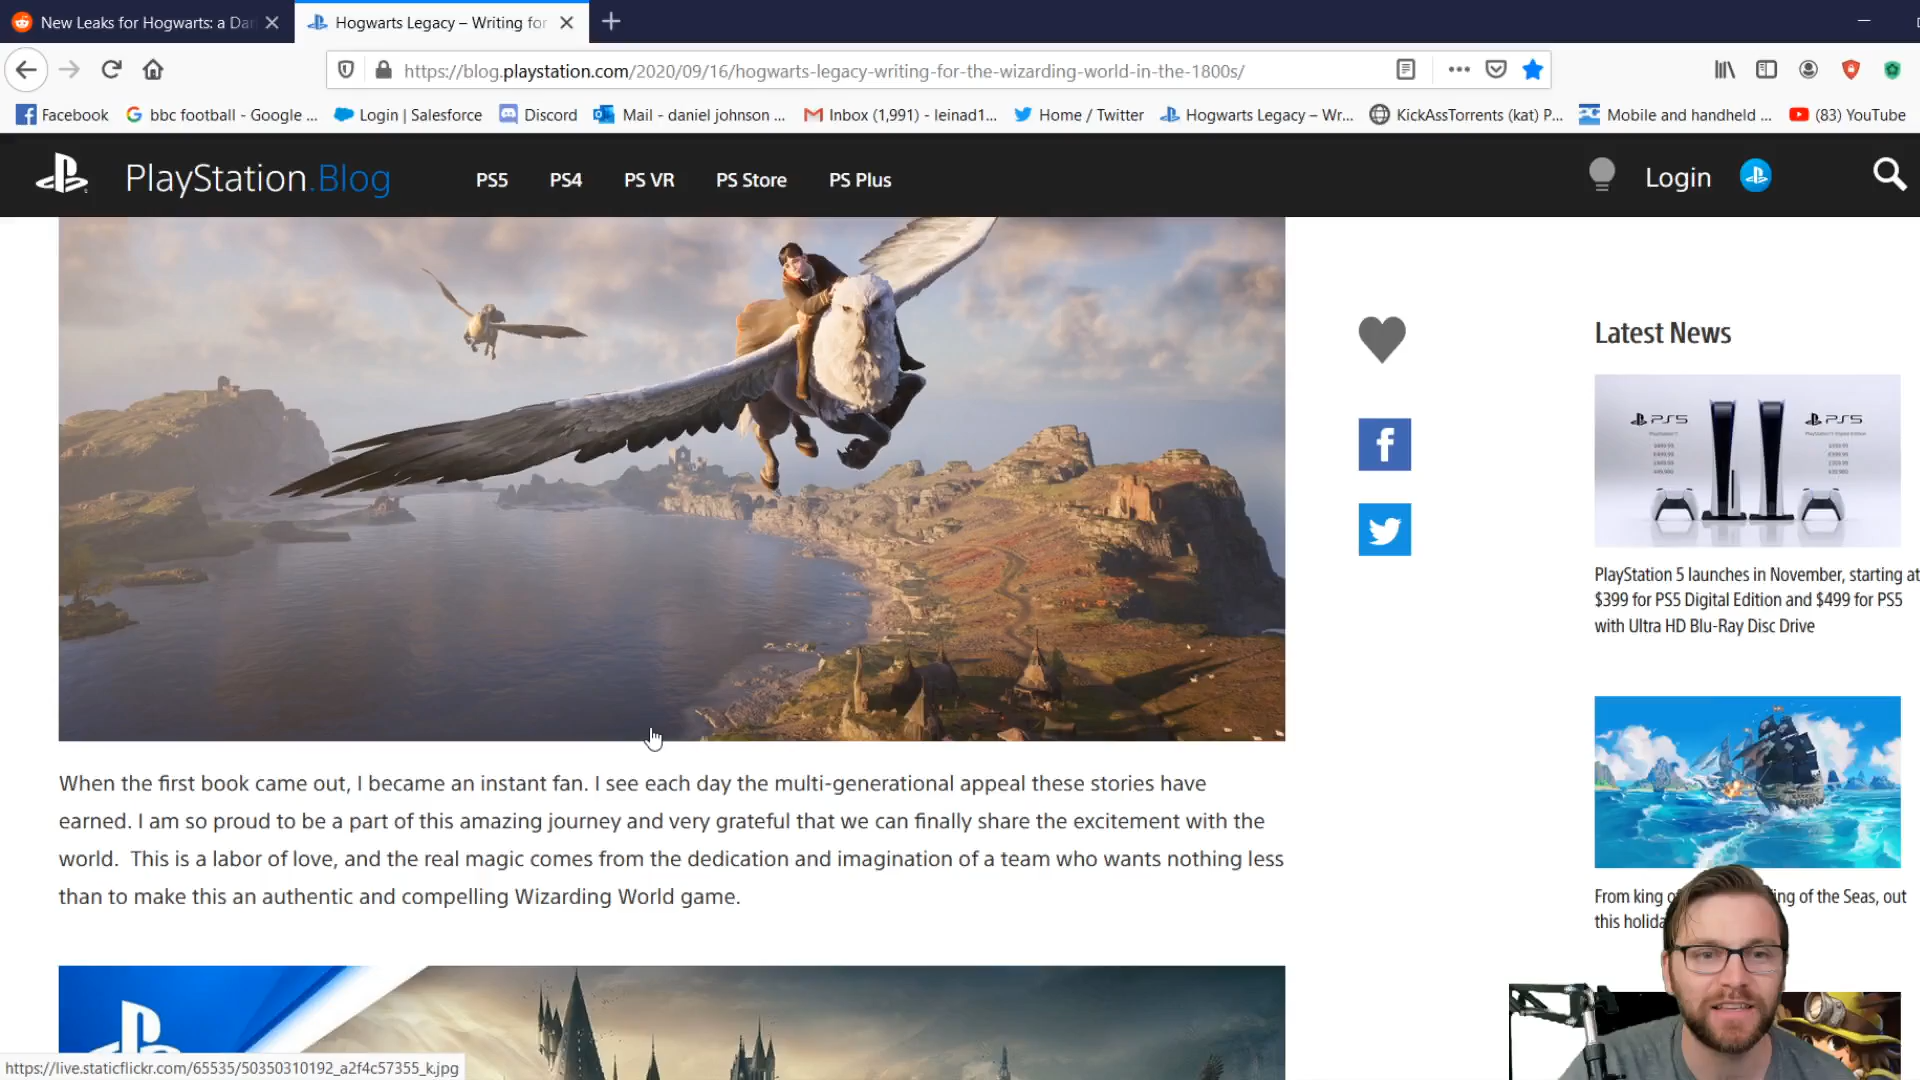 New Leaks for Hogwarts: a Dar
Hogwarts Legacy – Writing for
https://blog.playstation.com/2020/09/16/hogwarts-legacy-writing-for-the-wizarding-world-in-the-1800s/
Facebook
bbc football - Google ...
Login | Salesforce
Discord
Mail - daniel johnson ...
Inbox (1,991) - leinad1...
Home / Twitter
Hogwarts Legacy – Wr...
KickAssTorrents (kat) P...
Mobile and handheld ...
(83) YouTube
PlayStation.Blog
PS5
PS4
PS VR
PS Store
PS Plus
Login
Latest News
PS5
PS5
PlayStation 5 launches in November, starting at
$399 for PS5 Digital Edition and $499 for PS5
with Ultra HD Blu-Ray Disc Drive
When the first book came out, I became an instant fan. I see each day the multi-generational appeal these stories have
earned. I am so proud to be a part of this amazing journey and very grateful that we can finally share the excitement with the
world. This is a labor of love, and the real magic comes from the dedication and imagination of a team who wants nothing less
than to make this an authentic and compelling Wizarding World game.
From king of ing of the Seas, out
this holida
https://live.staticflickr.com/65535/50350310192_a2f4c57355_k.jpg